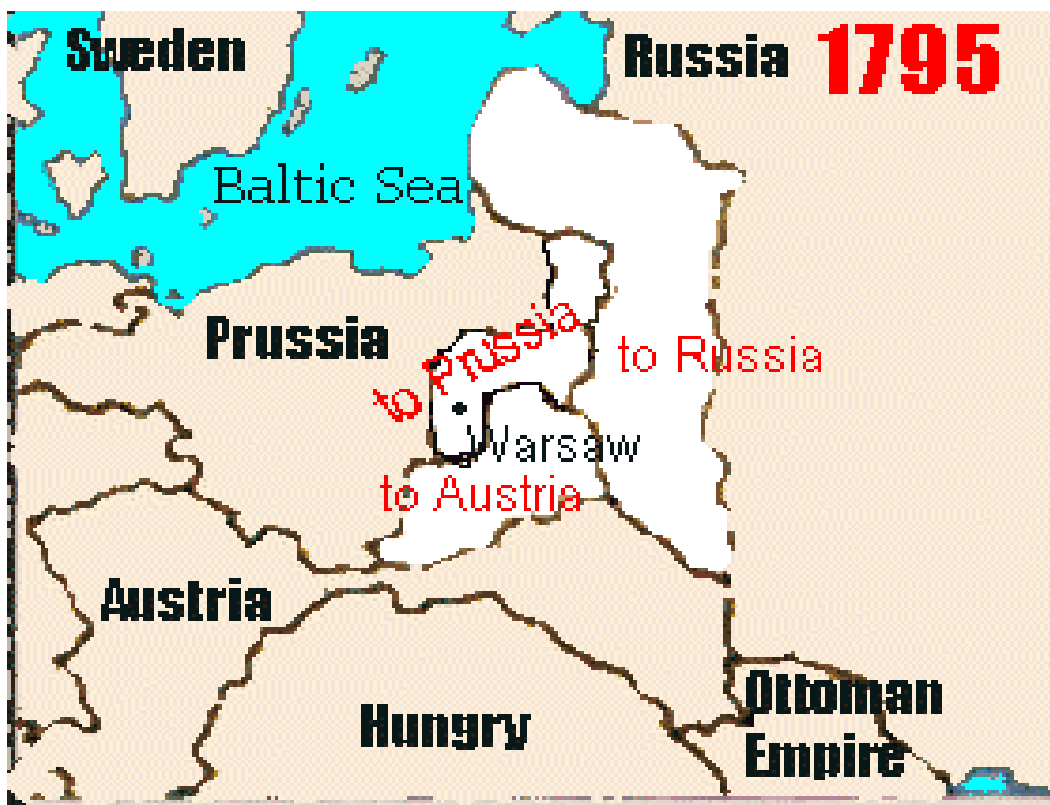 Sweden
Russia 1795
Baltic Sea
Prussia
to Prussia
to Russia
Warsaw
to Austria
Austria
Hungry
Ottoman
Empire